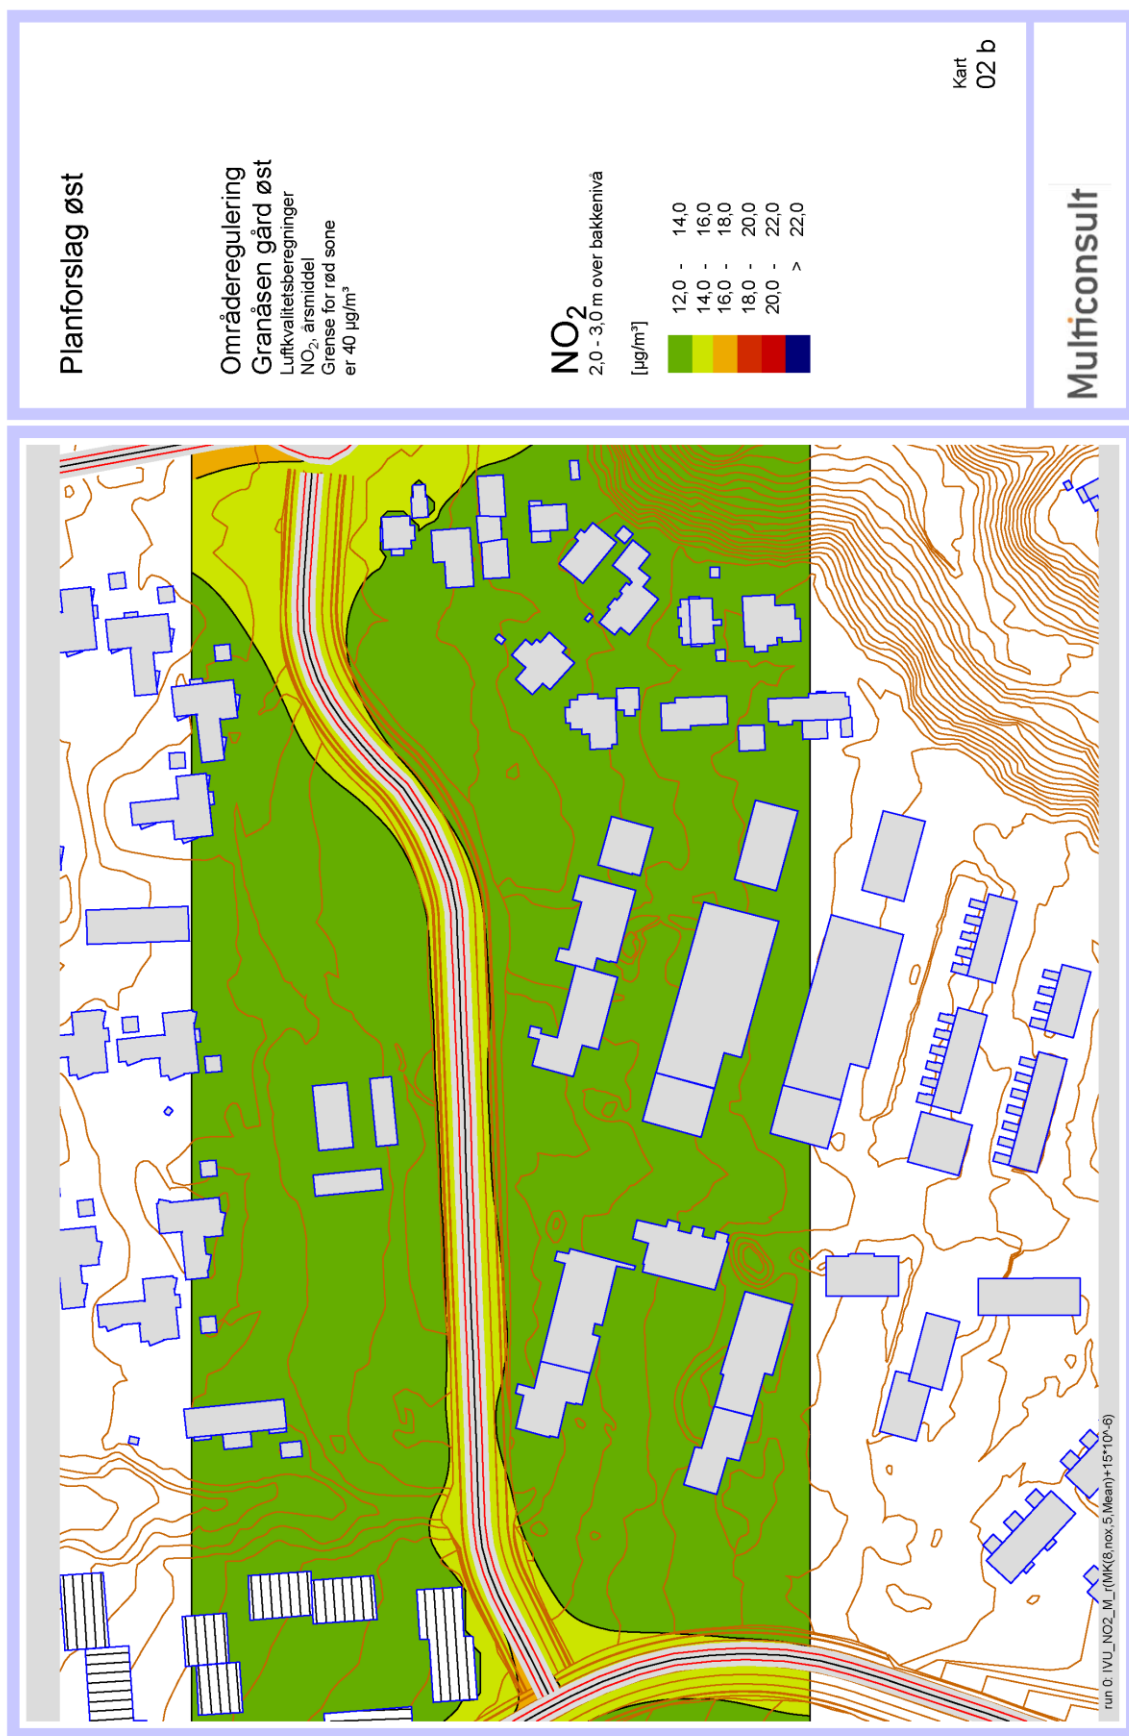 Planforslag øst
Områderegulering
Granåsen gård øst
Luftkvalitetsberegninger
NO₂, årsmiddel
Grense for rød sone
er 40 µg/m³
NO₂
2,0 - 3,0 m over bakkenivå
[µg/m³]
12,0 - 14,0
14,0 - 16,0
16,0 - 18,0
18,0 - 20,0
20,0 - 22,0
> 22,0
Kart
02 b
Multiconsult
run 0: IVU_NO2_M_r(MK(8,nox,5,Mean)+15*10^-6)